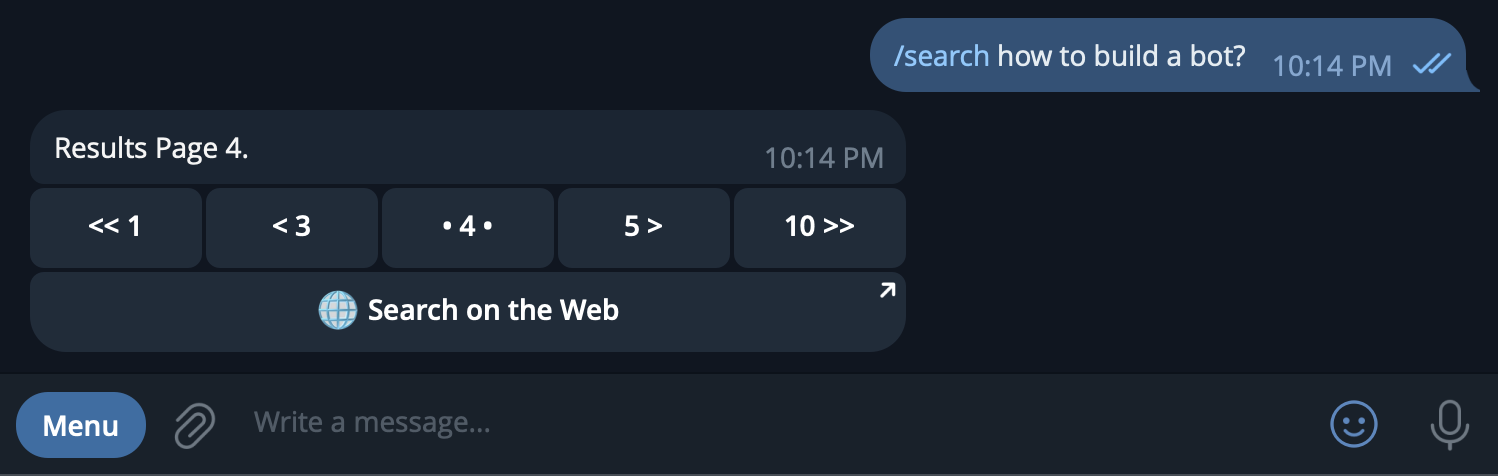 /search how to build a bot? 10:14 PM
Results Page 4. 10:14 PM
<< 1 < 3 • 4 • 5 > 10 >>
Search on the Web
Menu Write a message...